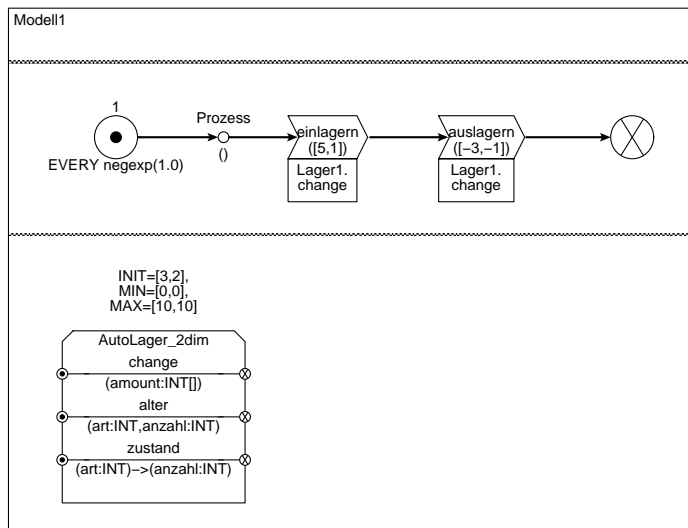 Modell1
1
EVERY negexp(1.0)
Prozess
()
einlagern
([5,1])
Lager1.
change
auslagern
([−3,−1])
Lager1.
change
INIT=[3,2],
MIN=[0,0],
MAX=[10,10]
AutoLager_2dim
change
(amount:INT[])
alter
(art:INT,anzahl:INT)
zustand
(art:INT)−>(anzahl:INT)